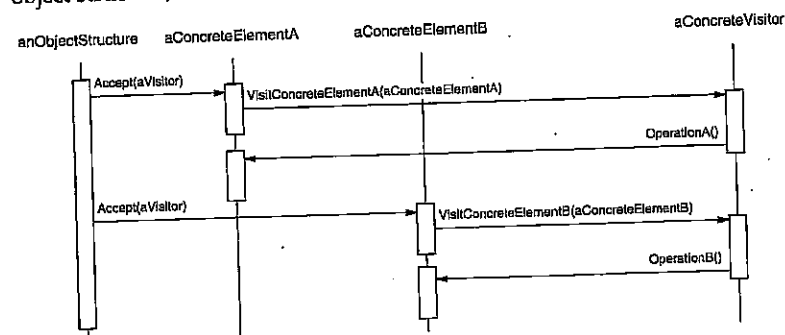 anObjectStructure
aConcreteElementA
aConcreteElementB
aConcreteVisitor
Accept(aVisitor)
VisitConcreteElementA(aConcreteElementA)
OperationA()
Accept(aVisitor)
VisitConcreteElementB(aConcreteElementB)
OperationB()